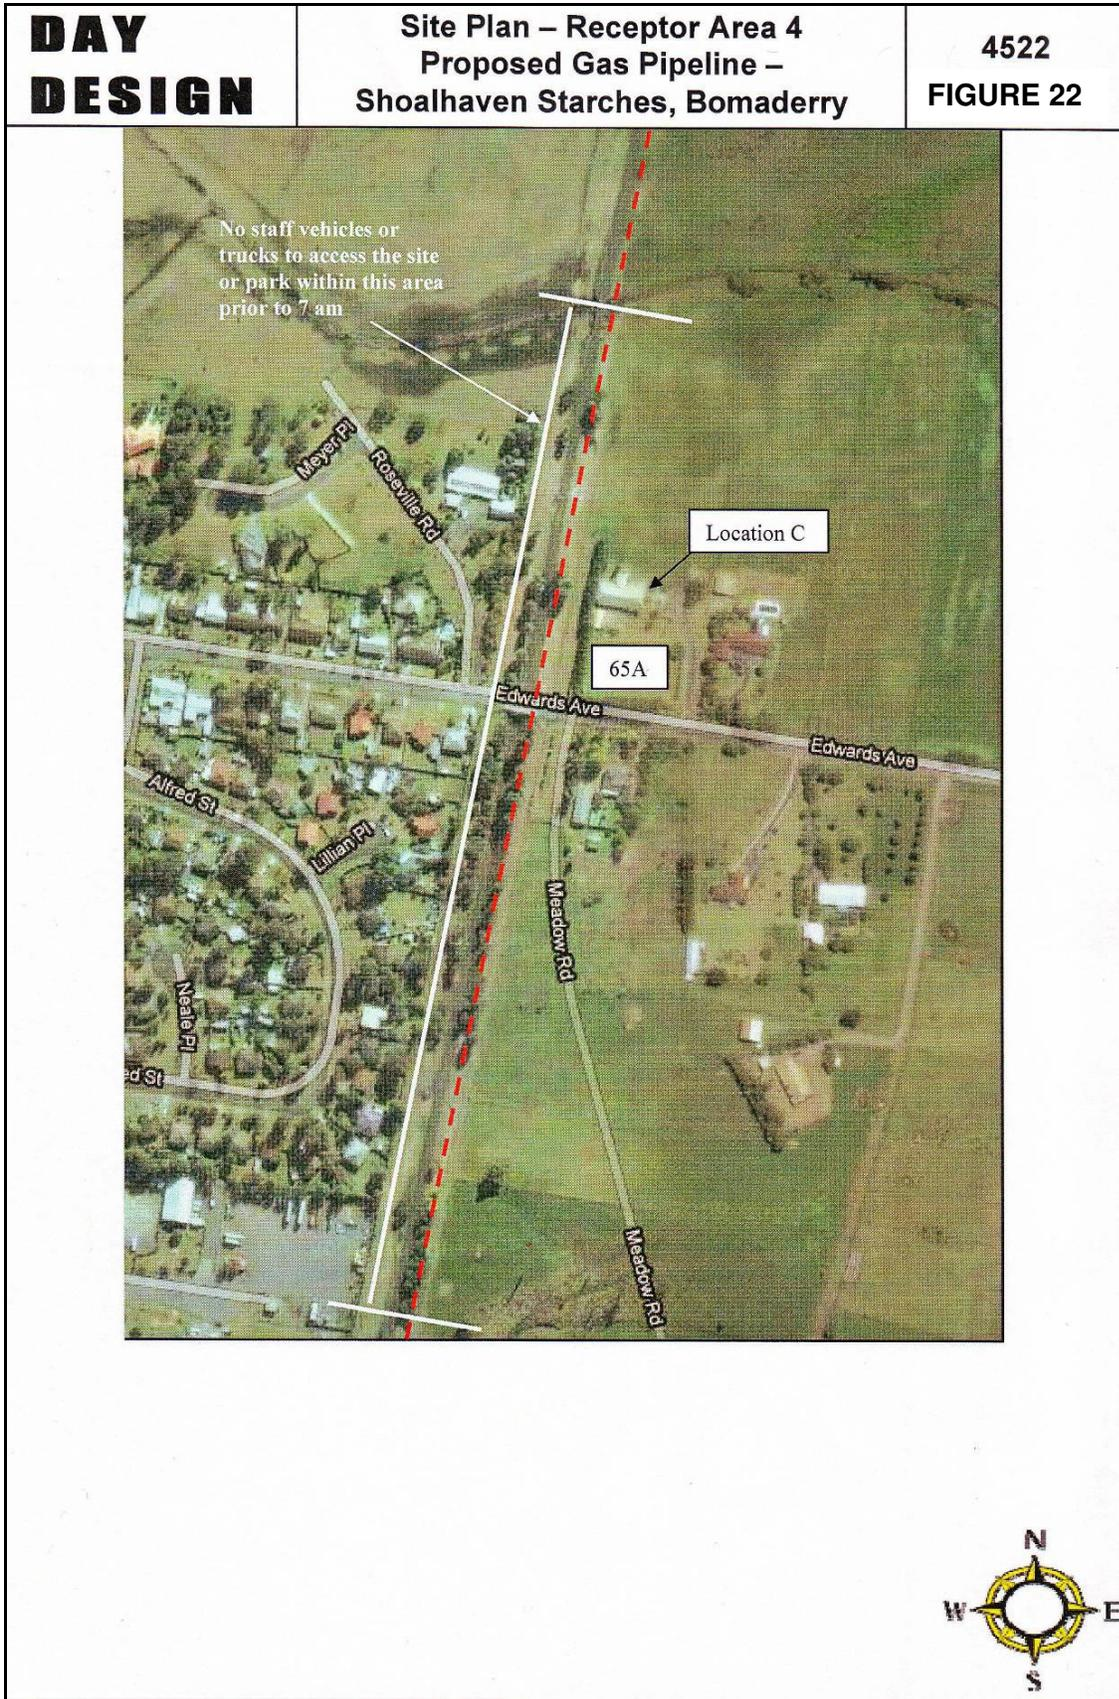 DAY
DESIGN
Site Plan – Receptor Area 4
Proposed Gas Pipeline –
Shoalhaven Starches, Bomaderry
4522
FIGURE 22
No staff vehicles or
trucks to access the site
or park within this area
prior to 7 am
Meyer Pl
Roseville Rd
Location C
65A
Edwards Ave
Edwards Ave
Alfred St
Lillian Pl
Meadow Rd
Neale Pl
ed St
Meadow Rd
N
W
E
S